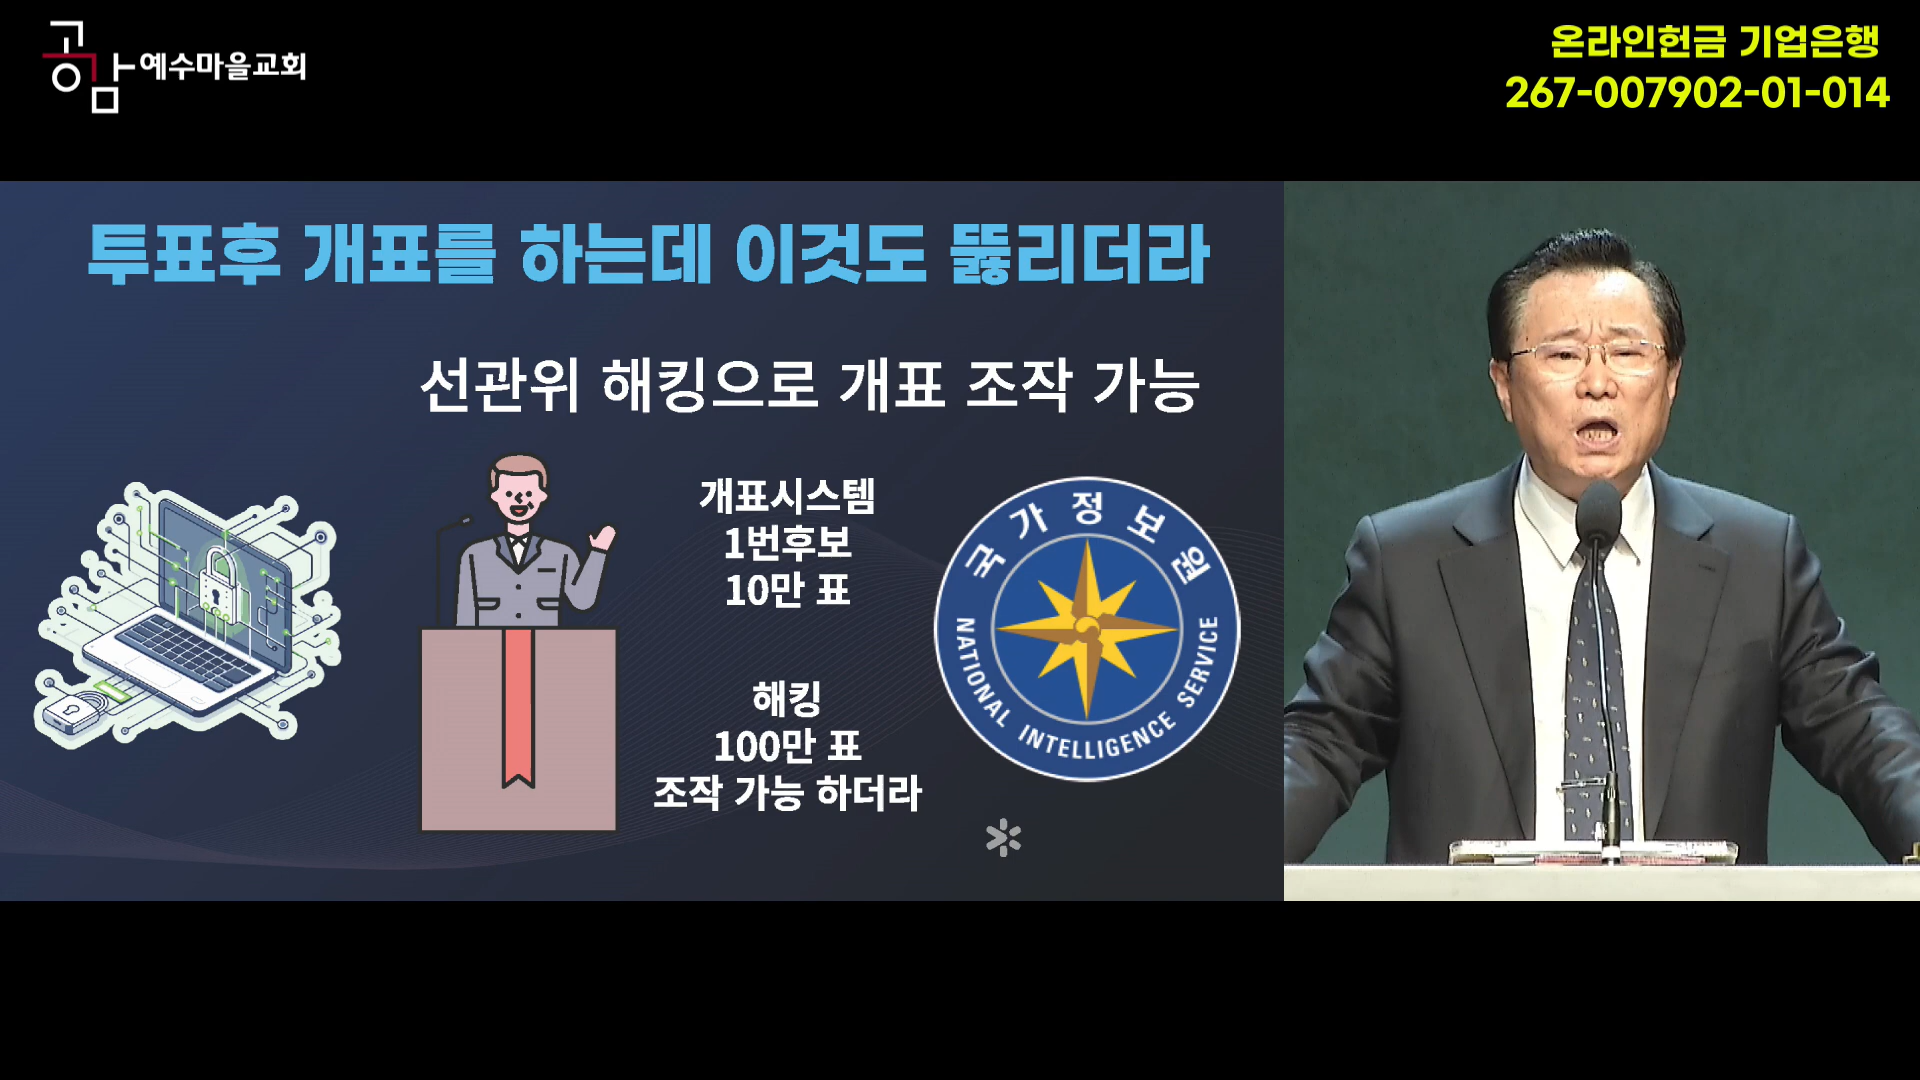 공감 예수마을교회
온라인헌금 기업은행
267-007902-01-014
투표후 개표를 하는데 이것도 뚫리더라
선관위 해킹으로 개표 조작 가능
개표시스템
1번후보
10만 표
해킹
100만 표
조작 가능 하더라
국가정보원
NATIONAL INTELLIGENCE SERVICE